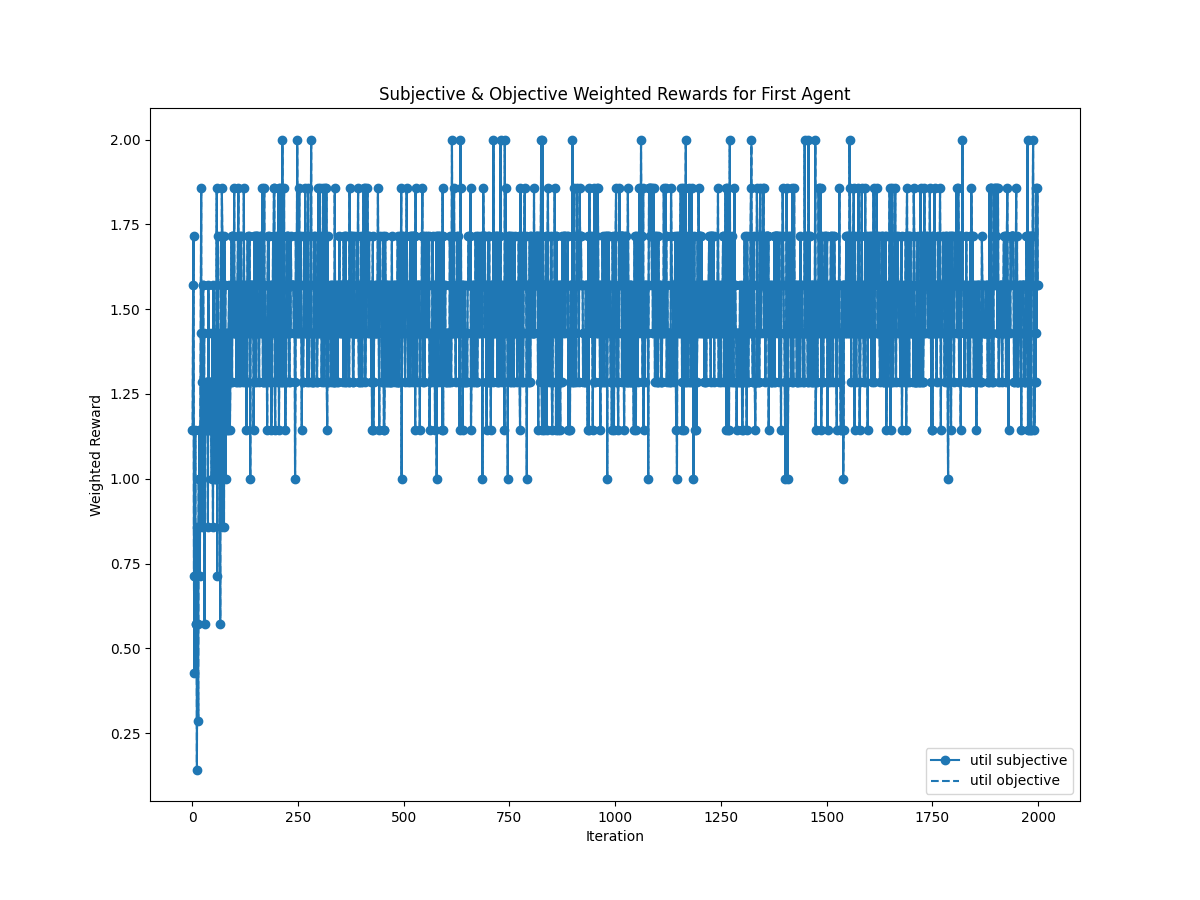 Subjective & Objective Weighted Rewards for First Agent
2.00
1.75
1.50
1.25
1.00
0.75
0.50
0.25
Weighted Reward
util subjective
util objective
0 250 500 750 1000 1250 1500 1750 2000
Iteration